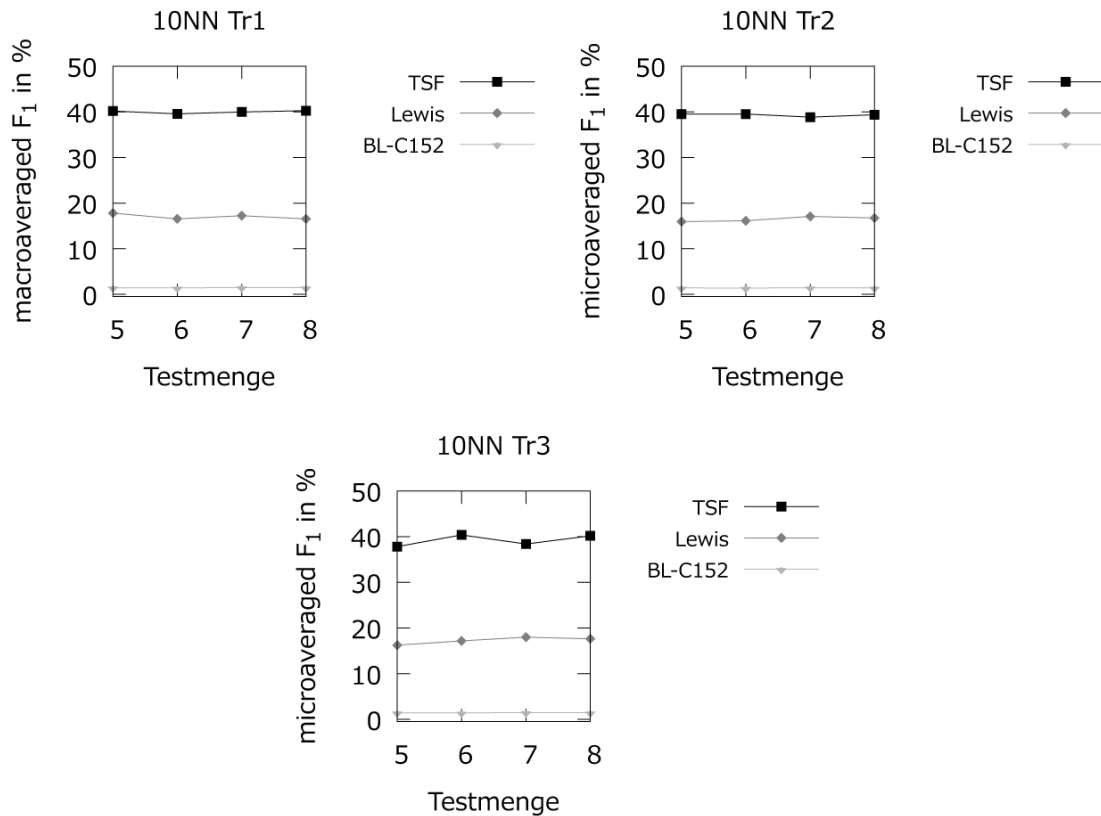 10NN Tr1
macroaveraged F1 in %
50
40
30
20
10
0
5 6 7 8
Testmenge
TSF
Lewis
BL-C152
10NN Tr2
microaveraged F1 in %
50
40
30
20
10
0
5 6 7 8
Testmenge
TSF
Lewis
BL-C152
10NN Tr3
microaveraged F1 in %
50
40
30
20
10
0
5 6 7 8
Testmenge
TSF
Lewis
BL-C152